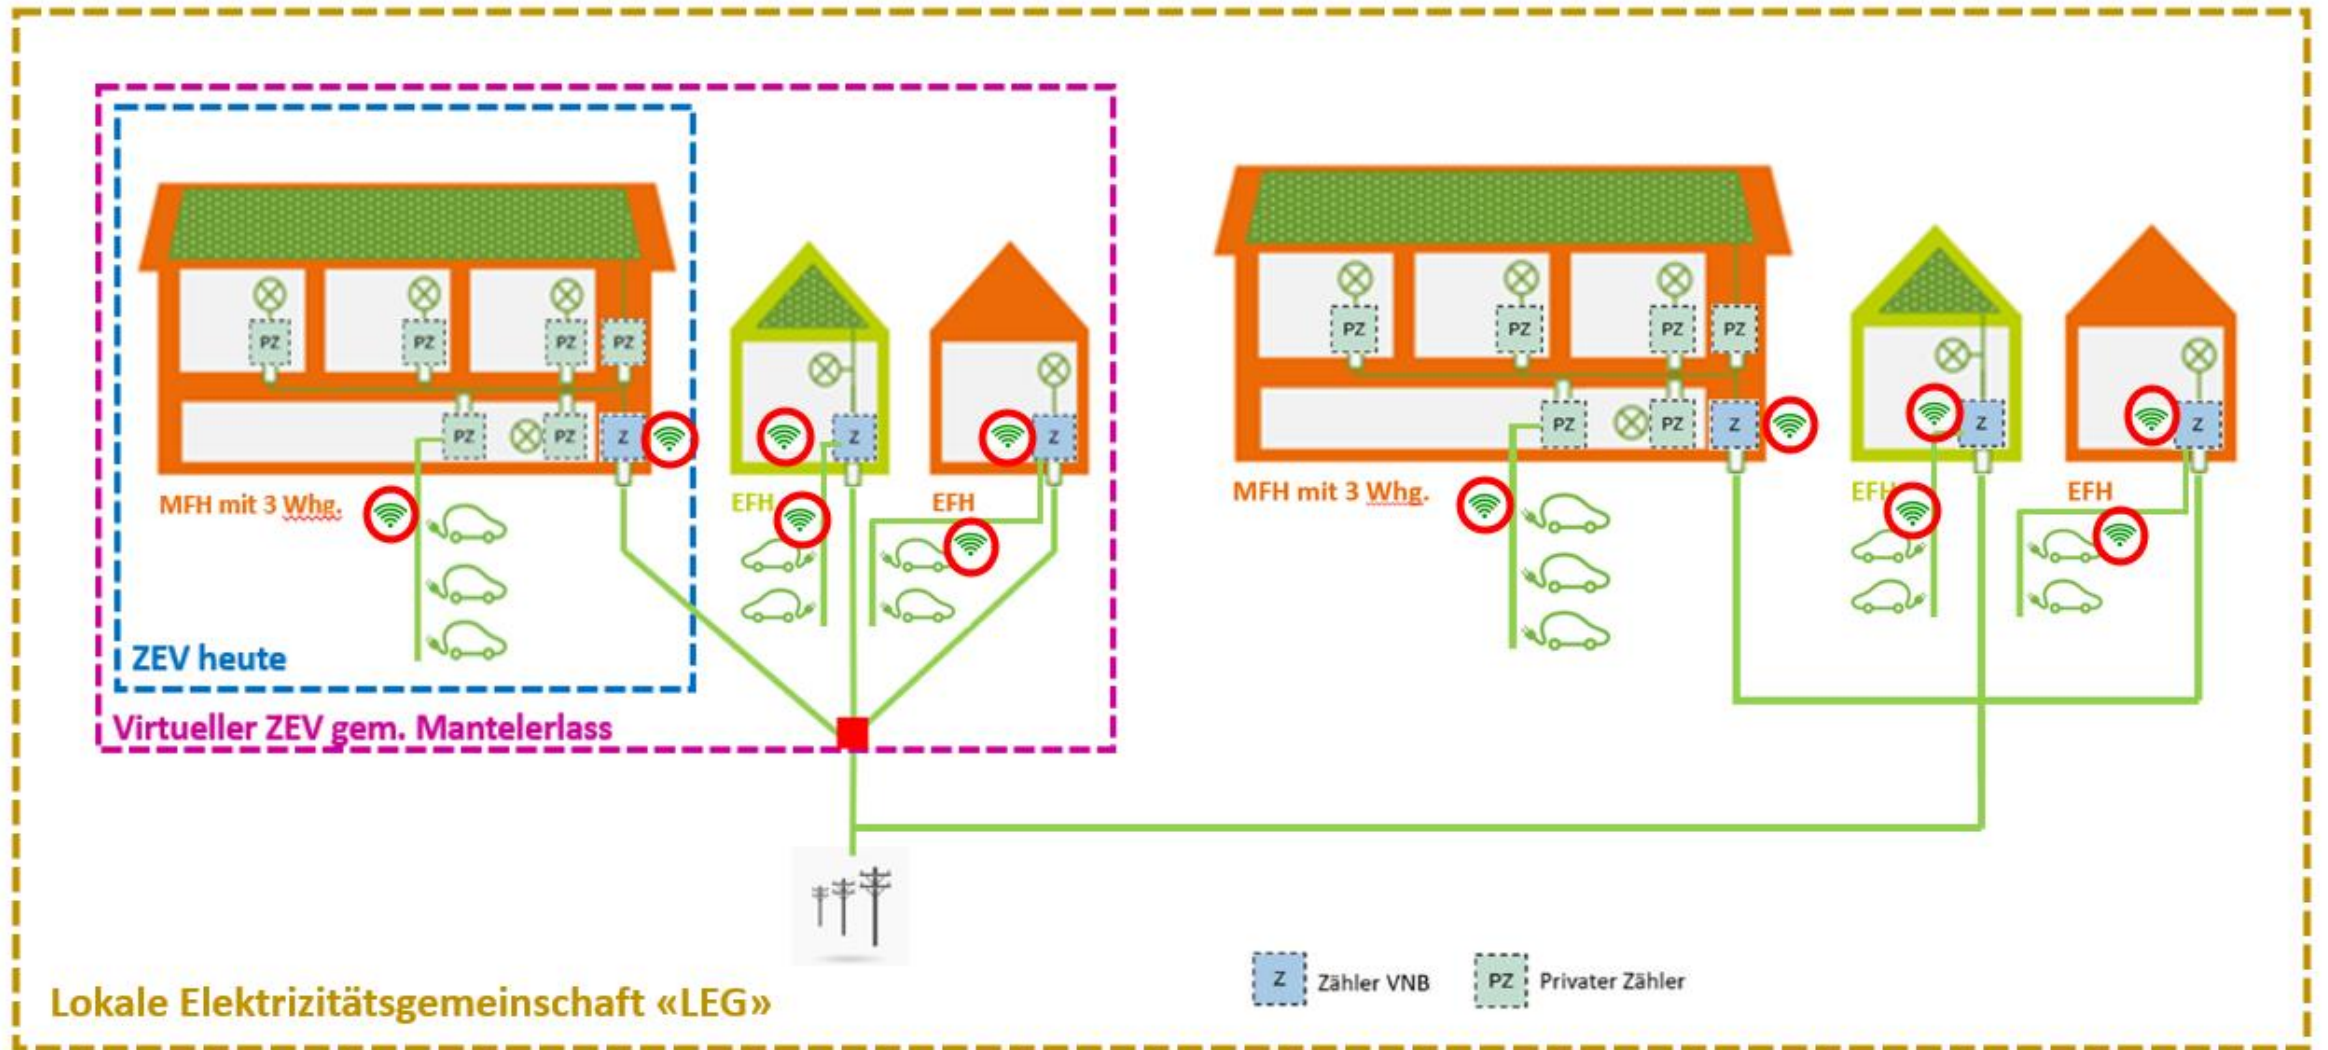 PZ PZ PZ PZ
PZ PZ Z
Z
Z
MFH mit 3 Whg.
EFH
EFH
ZEV heute
Virtueller ZEV gem. Mantelerlass
PZ PZ PZ PZ
PZ PZ Z
Z
Z
MFH mit 3 Whg.
EFH
EFH
Z Zähler VNB
PZ Privater Zähler
Lokale Elektrizitätsgemeinschaft «LEG»